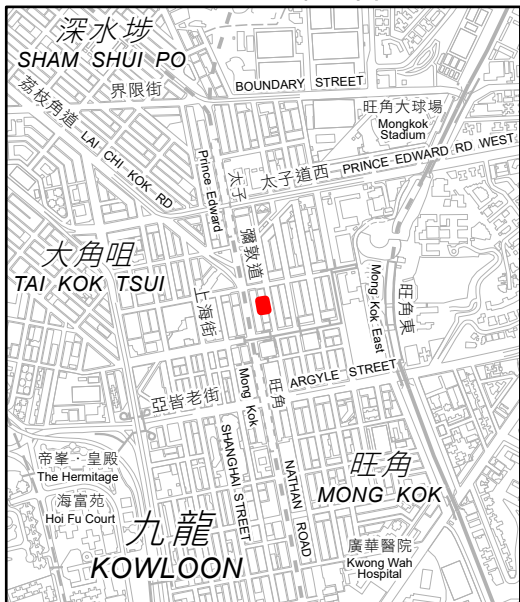 深水埗
SHAM SHUI PO
界限街
BOUNDARY STREET
荔枝角道 LAI CHI KOK RD
旺角大球場
Mongkok
Stadium
太子道西 PRINCE EDWARD RD WEST
太子
Prince Edward
彌敦道
大角咀
TAI KOK TSUI
上海街
旺角東
Mong Kok East
亞皆老街
ARGYLE STREET
旺角
Mong Kok
SHANGHAI STREET
NATHAN ROAD
帝峯．皇殿
The Hermitage
海富苑
Hoi Fu Court
旺角
MONG KOK
九龍
KOWLOON
廣華醫院
Kwong Wah
Hospital